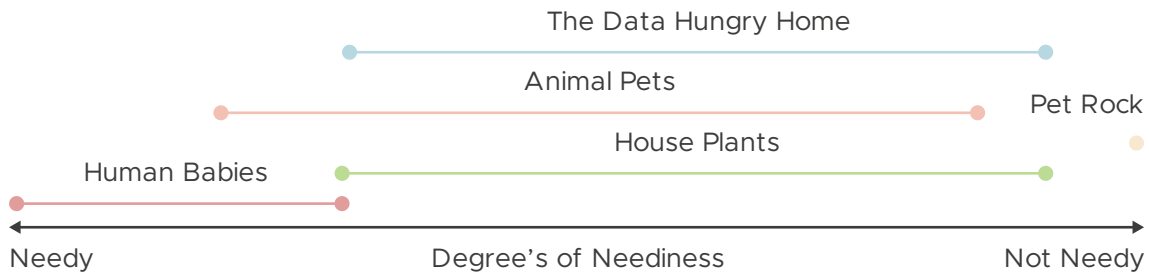 The Data Hungry Home
Animal Pets
Pet Rock
House Plants
Human Babies
Needy Degree's of Neediness Not Needy